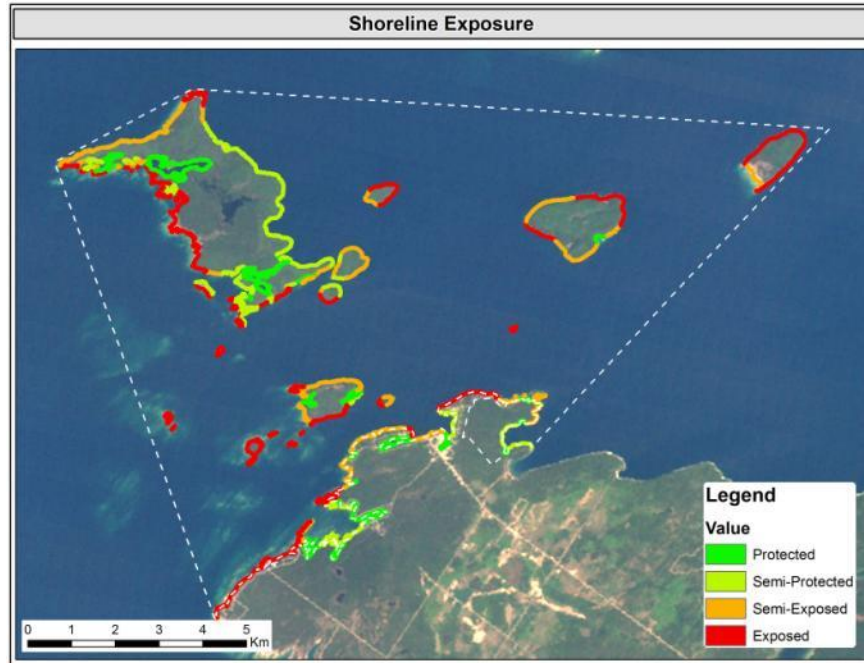 Shoreline Exposure
Legend
Value
Protected
Semi-Protected
Semi-Exposed
Exposed
0 1 2 3 4 5
Km